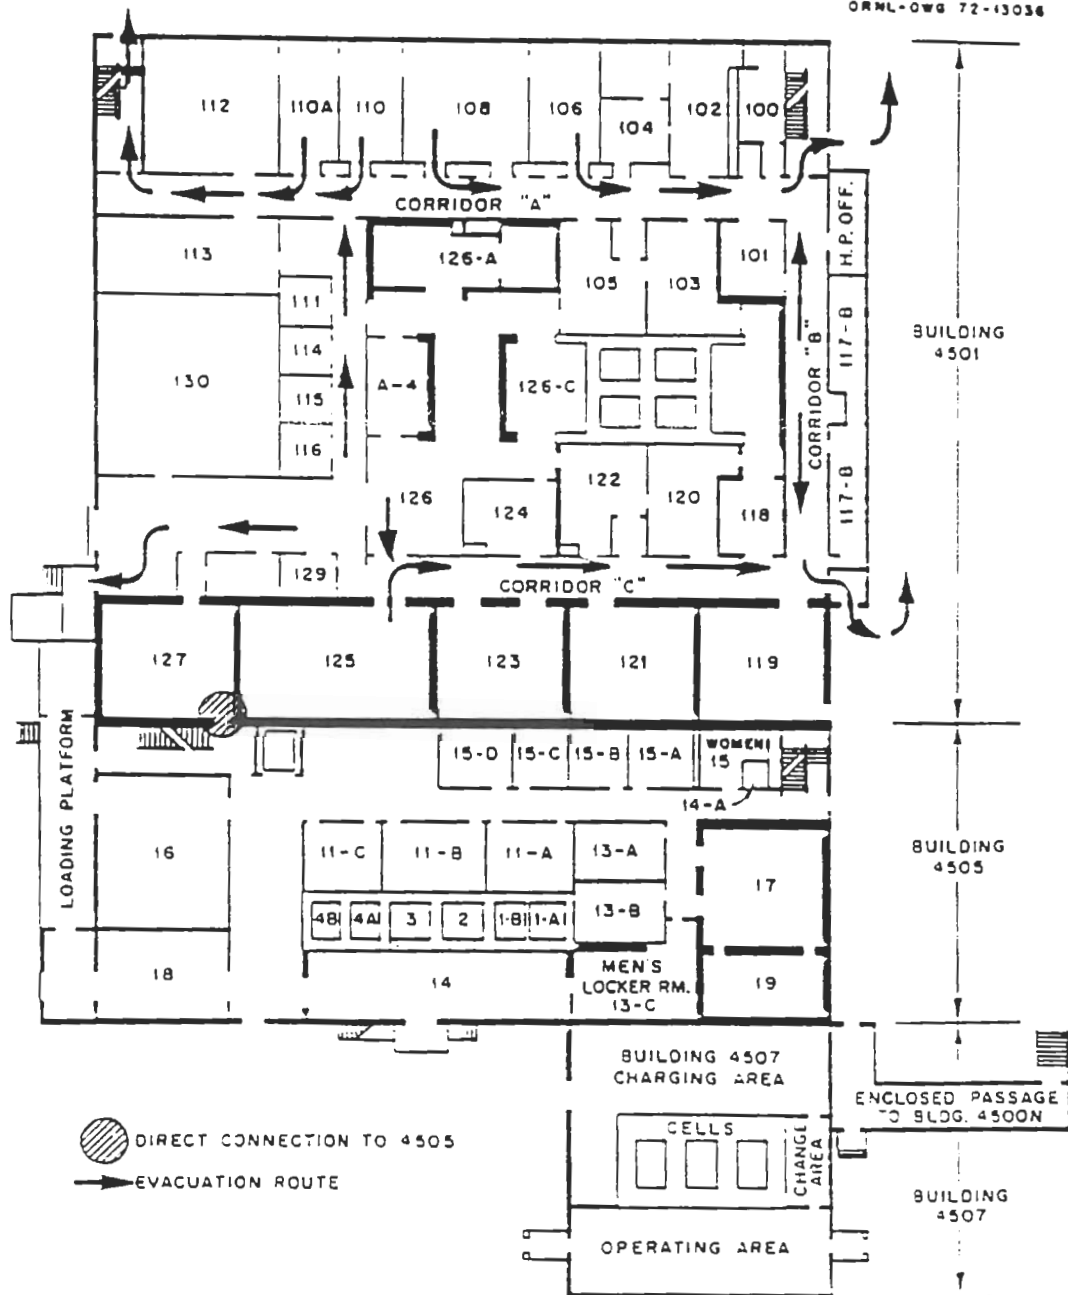 ORNL-DWG 72-13036
112
110A
110
108
106
104
102
100
CORRIDOR "A"
H.P. OFF.
113
126-A
105
103
101
111
117-B
BUILDING
4501
114
130
A-4
126-C
CORRIDOR "B"
115
116
122
120
117-B
126
124
118
129
CORRIDOR "C"
127
125
123
121
119
LOADING PLATFORM
15-D
15-C
15-B
15-A
WOMEN
15
14-A
16
11-C
11-B
11-A
13-A
BUILDING
4505
17
4B
4A
3
2
1-B
1-A
13-B
18
14
MEN'S
LOCKER RM.
13-C
19
BUILDING 4507
CHARGING AREA
ENCLOSED PASSAGE
TO BLDG. 4500N
CELLS
CHANGE
AREA
DIRECT CONNECTION TO 4505
EVACUATION ROUTE
BUILDING
4507
OPERATING AREA